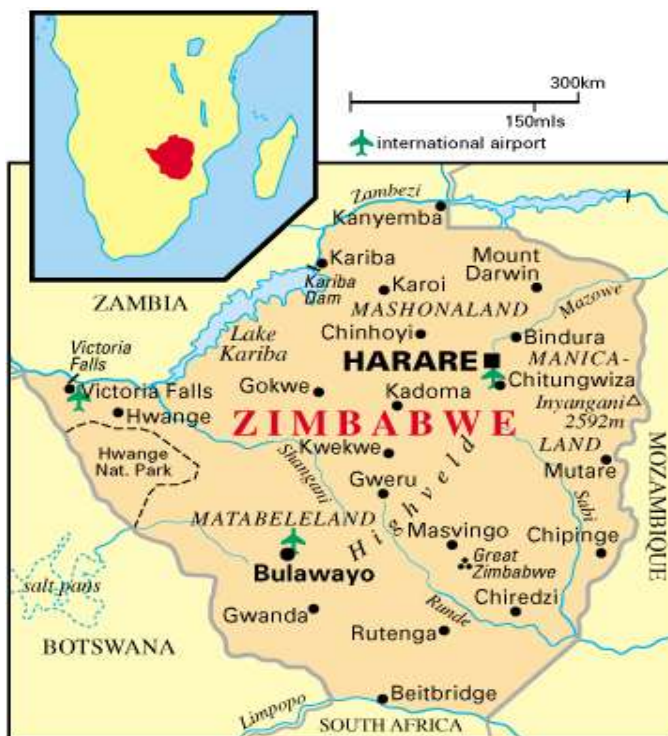 300km
150mls
international airport
Zambezi
Kanyemba
Kariba
Kariba
Dam
Karoi
Mount
Darwin
ZAMBIA
MASHONALAND
Mazowe
Lake
Kariba
Chinhoyi
Bindura
Victoria
Falls
HARARE
MANICA-
Victoria Falls
Gokwe
Kadoma
Chitungwiza
Hwange
Inyangani
2592m
ZIMBABWE
Hwange
Nat. Park
Kwekwe
LAND
Shangani
Mutare
MOZAMBIQUE
Gweru
Highveld
Sabi
MATABELELAND
Masvingo
Chipinge
Bulawayo
Great
Zimbabwe
salt pans
Gwanda
Chiredzi
Runde
Rutenga
BOTSWANA
Beitbridge
Limpopo
SOUTH AFRICA